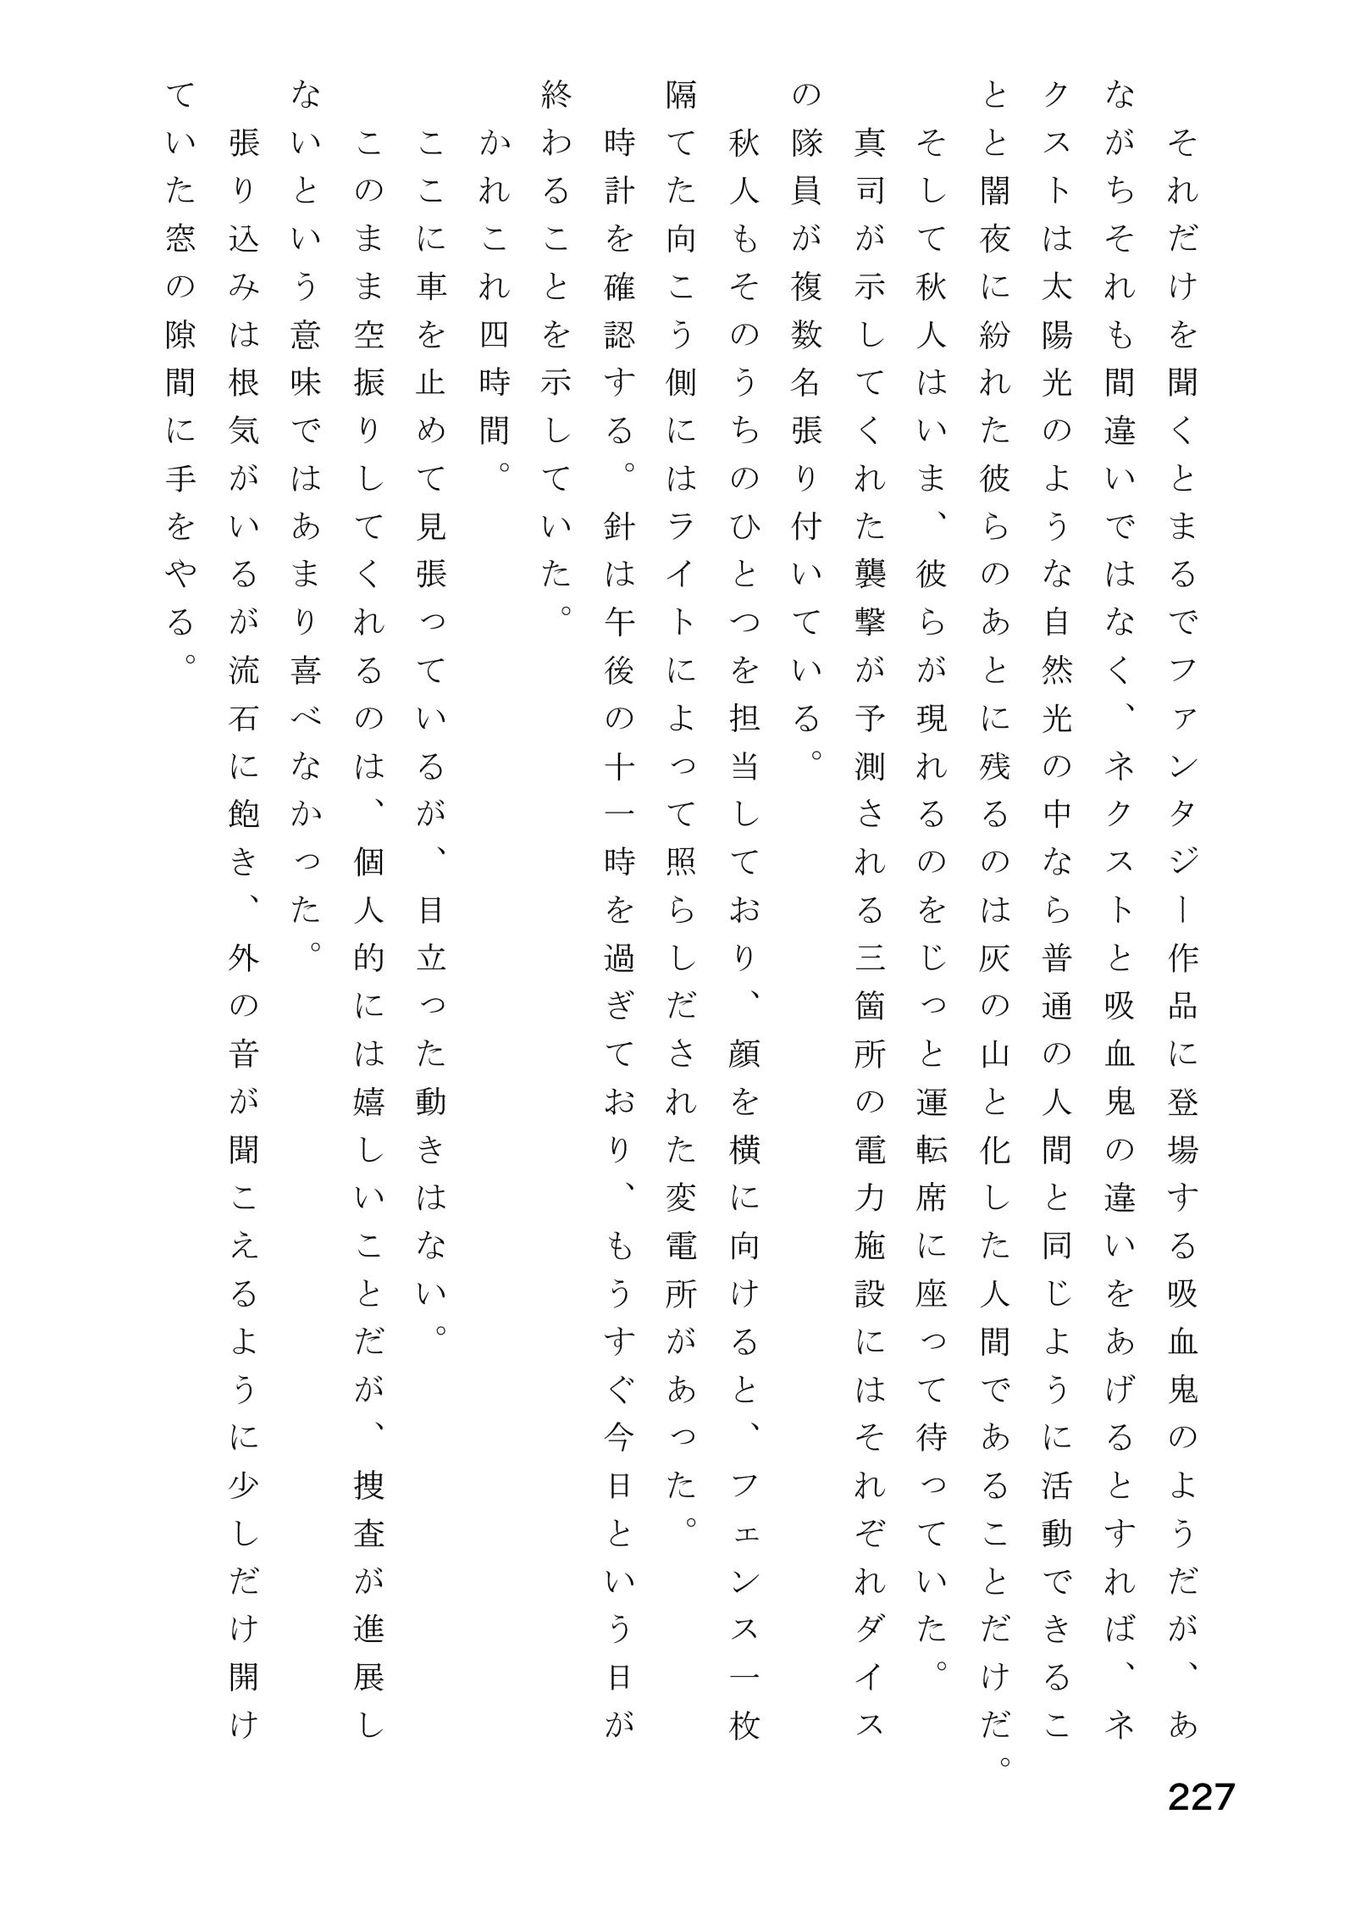 それだけを聞くとまるでファンタジー作品に登場する吸血鬼のようだが、あ
ながちそれも間違いではなく、ネクストと吸血鬼の違いをあげるとすれば、ネ
クストは太陽光のような自然光の中なら普通の人間と同じように活動できるこ
とと闇夜に紛れた彼らのあとに残るのは灰の山と化した人間であることだけだ。
そして秋人はいま、彼らが現れるのをじっと運転席に座って待っていた。
真司が示してくれた襲撃が予測される三箇所の電力施設にはそれぞれダイス
の隊員が複数名張り付いている。
秋人もそのうちのひとつを担当しており、顔を横に向けると、フェンス一枚
隔てた向こう側にはライトによって照らしだされた変電所があった。
時計を確認する。針は午後の十一時を過ぎており、もうすぐ今日という日が
終わることを示していた。
かれこれ四時間。
ここに車を止めて見張っているが、目立った動きはない。
このまま空振りしてくれるのは、個人的には嬉しいことだが、捜査が進展し
ないという意味ではあまり喜べなかった。
張り込みは根気がいるが流石に飽き、外の音が聞こえるように少しだけ開け
ていた窓の隙間に手をやる。
227